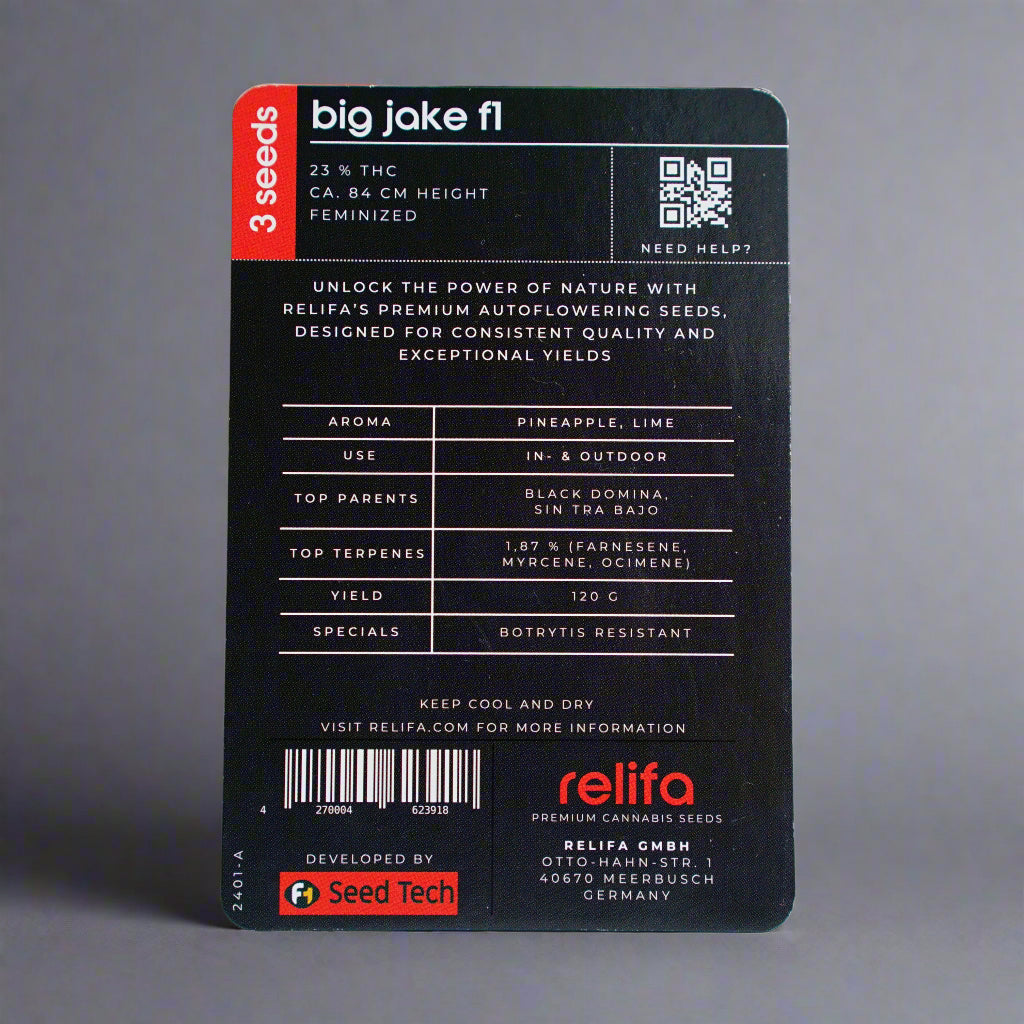 3 seeds
big jake f1
23 % THC
CA. 84 CM HEIGHT
FEMINIZED
NEED HELP?
UNLOCK THE POWER OF NATURE WITH
RELIFA’S PREMIUM AUTOFLOWERING SEEDS,
DESIGNED FOR CONSISTENT QUALITY AND
EXCEPTIONAL YIELDS
AROMA PINEAPPLE, LIME
USE IN- & OUTDOOR
TOP PARENTS BLACK DOMINA,
SIN TRA BAJO
TOP TERPENES 1,87 % (FARNESENE,
MYRCENE, OCIMENE)
YIELD 120 G
SPECIALS BOTRYTIS RESISTANT
KEEP COOL AND DRY
VISIT RELIFA.COM FOR MORE INFORMATION
4 270004 623918
2401-A
DEVELOPED BY
F1 Seed Tech
relifa
PREMIUM CANNABIS SEEDS
RELIFA GMBH
OTTO-HAHN-STR. 1
40670 MEERBUSCH
GERMANY